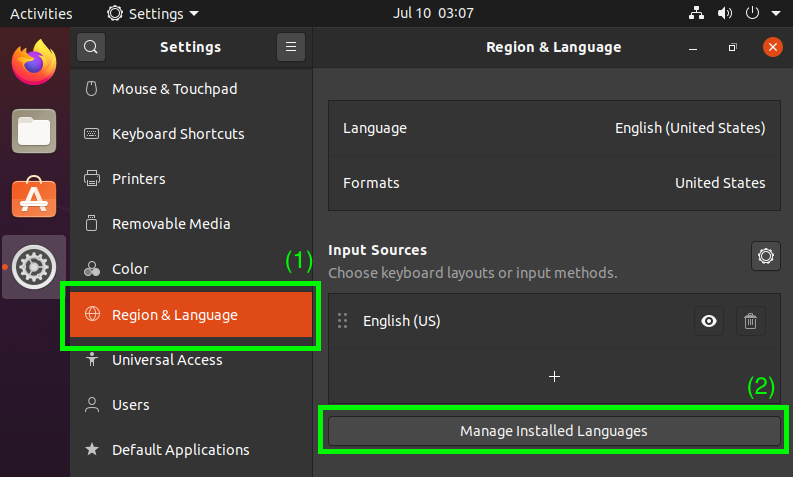 Activities
Settings
Jul 10 03:07
Settings
Region & Language
Mouse & Touchpad
Keyboard Shortcuts
Printers
Removable Media
Color
(1)
Region & Language
Universal Access
Users
Default Applications
Language
English (United States)
Formats
United States
Input Sources
Choose keyboard layouts or input methods.
English (US)
(2)
Manage Installed Languages